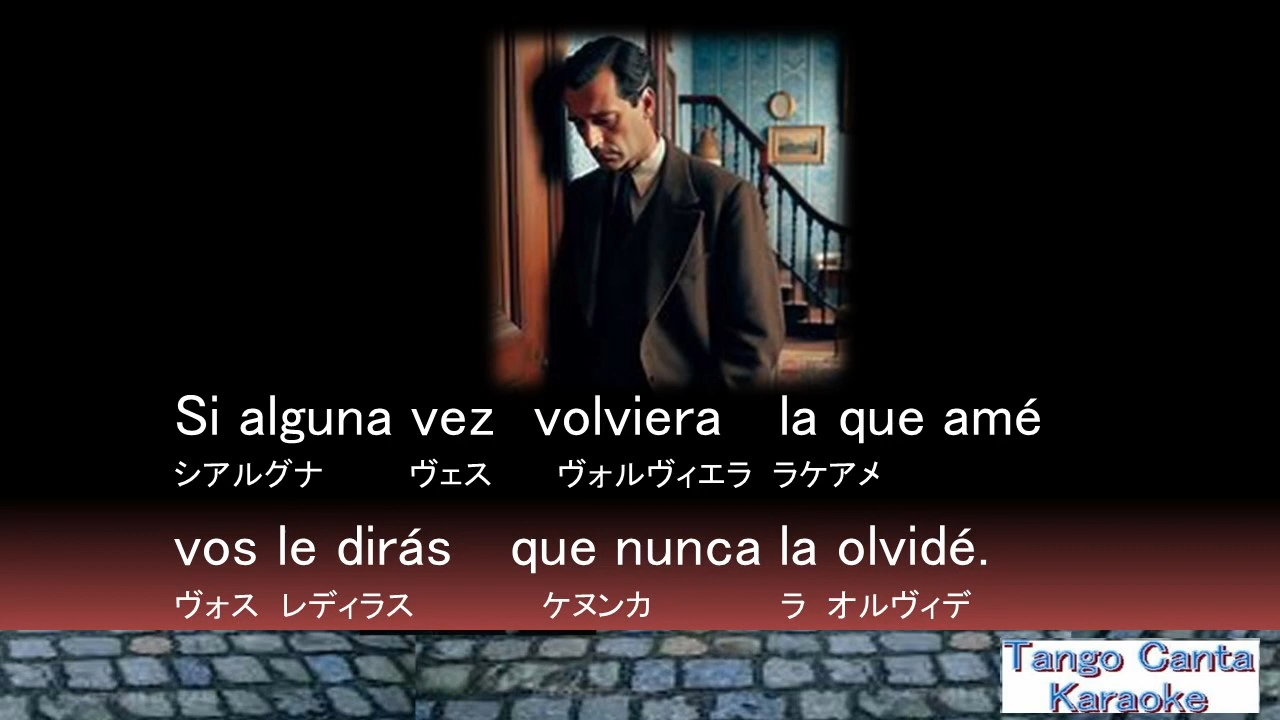 Si alguna vez volviera la que amé
シアルグナ ヴェス ヴォルヴィエラ ラケアメ
vos le dirás que nunca la olvidé.
ヴォス レディラス ケヌンカ ラ オルヴィデ
Tango Canta
Karaoke